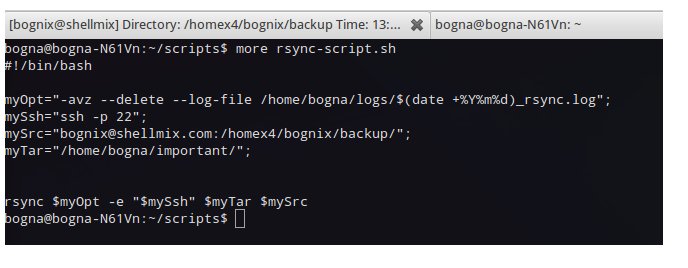 [bognix@shellmix] Directory: /homex4/bognix/backup Time: 13:... ✖ bogna@bogna-N61Vn: ~
bogna@bogna-N61Vn:~/scripts$ more rsync-script.sh
#!/bin/bash
myOpt="-avz --delete --log-file /home/bogna/logs/$(date +%Y%m%d)_rsync.log";
mySsh="ssh -p 22";
mySrc="bognix@shellmix.com:/homex4/bognix/backup/";
myTar="/home/bogna/important/";
rsync $myOpt -e "$mySsh" $myTar $mySrc
bogna@bogna-N61Vn:~/scripts$